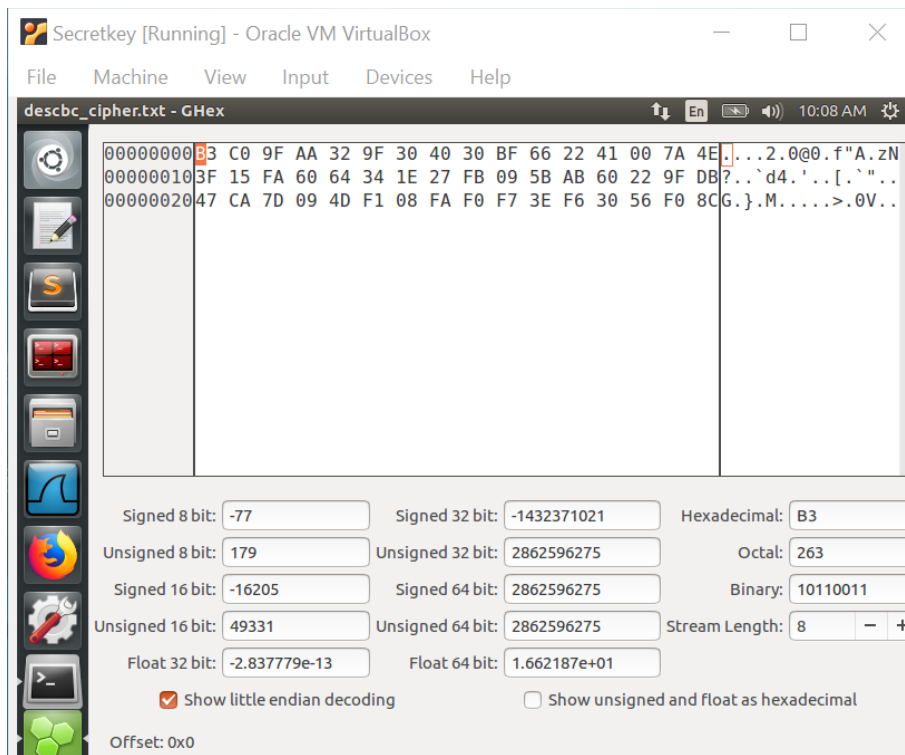 Secretkey [Running] - Oracle VM VirtualBox
File Machine View Input Devices Help
descbc_cipher.txt - GHex En 10:08 AM
00000000 B3 C0 9F AA 32 9F 30 40 30 BF 66 22 41 00 7A 4E ....2.0@0.f"A.zN
00000010 3F 15 FA 60 64 34 1E 27 FB 09 5B AB 60 22 9F DB ?..`d4.'..[.`"..
00000020 47 CA 7D 09 4D F1 08 FA F0 F7 3E F6 30 56 F0 8C G.}.M.....>.0V..
Signed 8 bit: -77 Signed 32 bit: -1432371021 Hexadecimal: B3
Unsigned 8 bit: 179 Unsigned 32 bit: 2862596275 Octal: 263
Signed 16 bit: -16205 Signed 64 bit: 2862596275 Binary: 10110011
Unsigned 16 bit: 49331 Unsigned 64 bit: 2862596275 Stream Length: 8 − +
Float 32 bit: -2.837779e-13 Float 64 bit: 1.662187e+01
Show little endian decoding Show unsigned and float as hexadecimal
Offset: 0x0